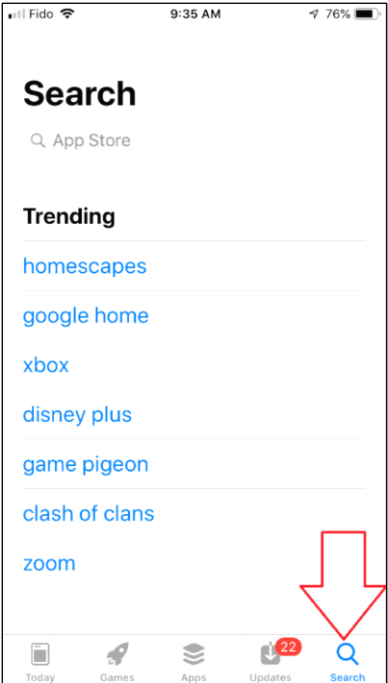 Fido 9:35 AM 76%
Search
App Store
Trending
homescapes
google home
xbox
disney plus
game pigeon
clash of clans
zoom
22
Today Games Apps Updates Search